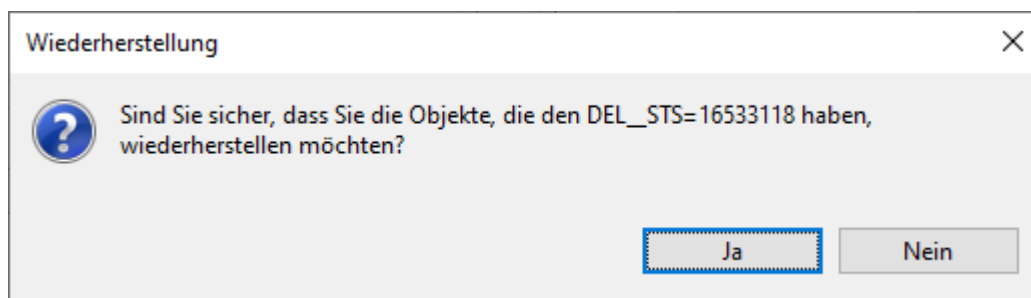 Wiederherstellung
Sind Sie sicher, dass Sie die Objekte, die den DEL__STS=16533118 haben,
wiederherstellen möchten?
Ja
Nein